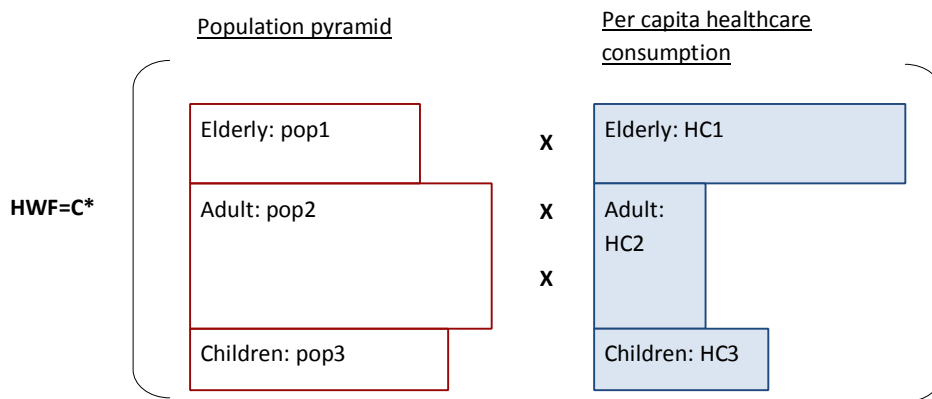 Population pyramid
Per capita healthcare
consumption
Elderly: pop1
X
Elderly: HC1
HWF=C*
Adult: pop2
X
Adult:
HC2
X
Children: pop3
Children: HC3